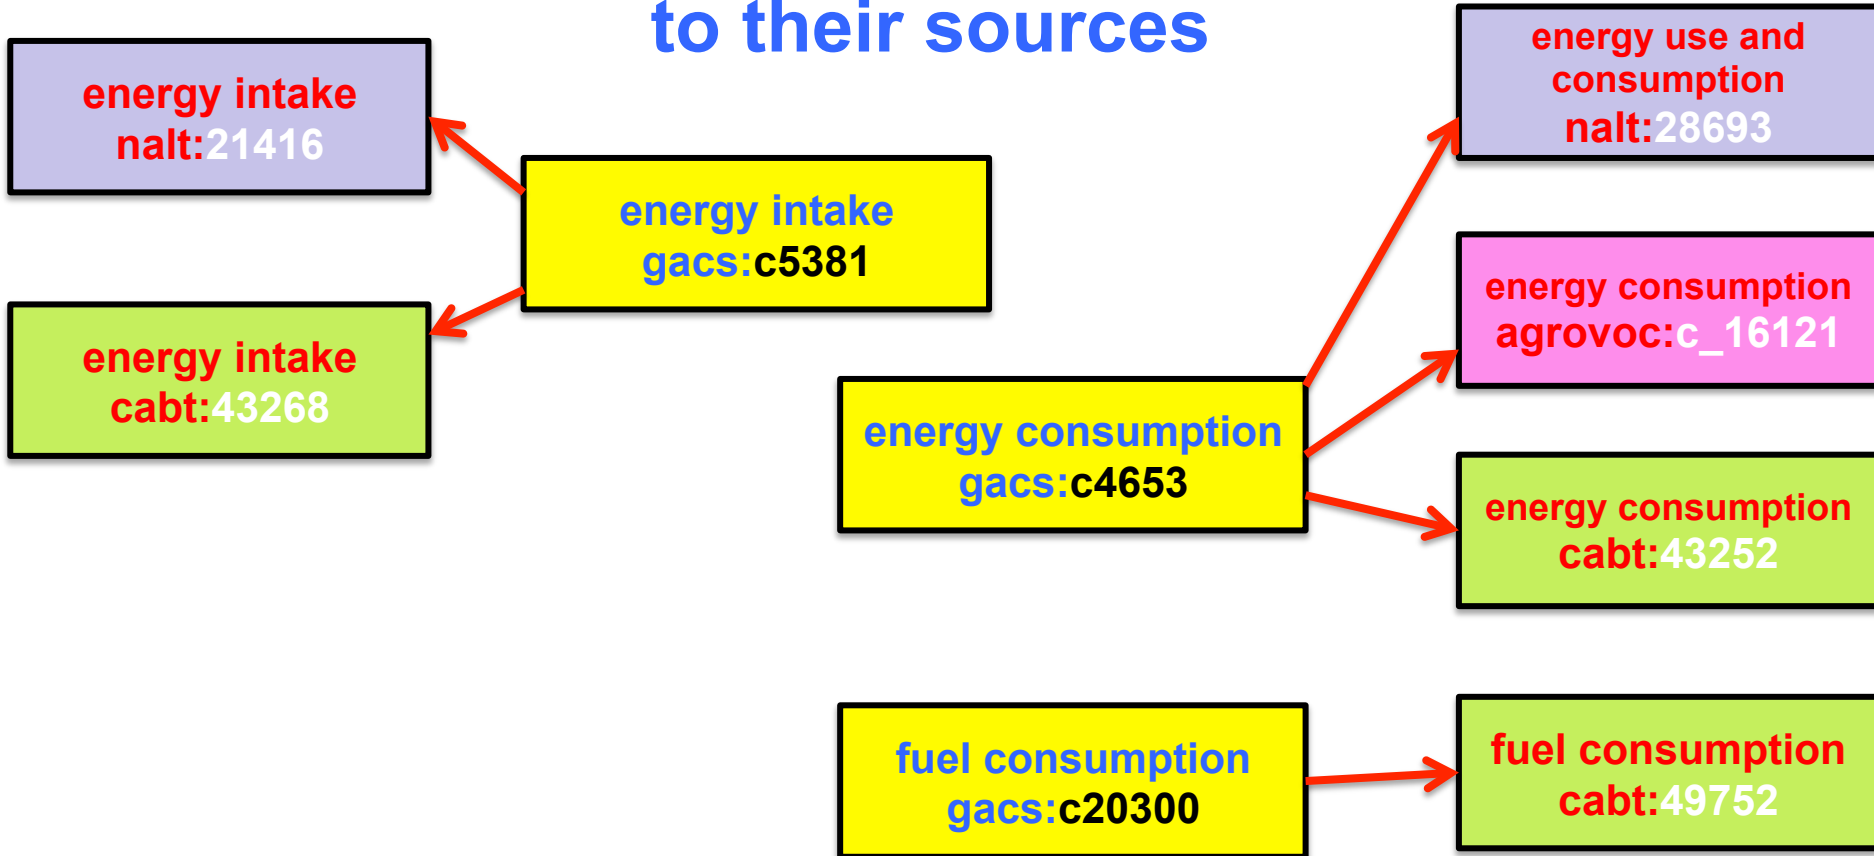 to their sources
energy intake
nalt:21416
energy intake
gacs:c5381
energy intake
cabt:43268
energy use and
consumption
nalt:28693
energy consumption
agrovoc:c_16121
energy consumption
gacs:c4653
energy consumption
cabt:43252
fuel consumption
gacs:c20300
fuel consumption
cabt:49752